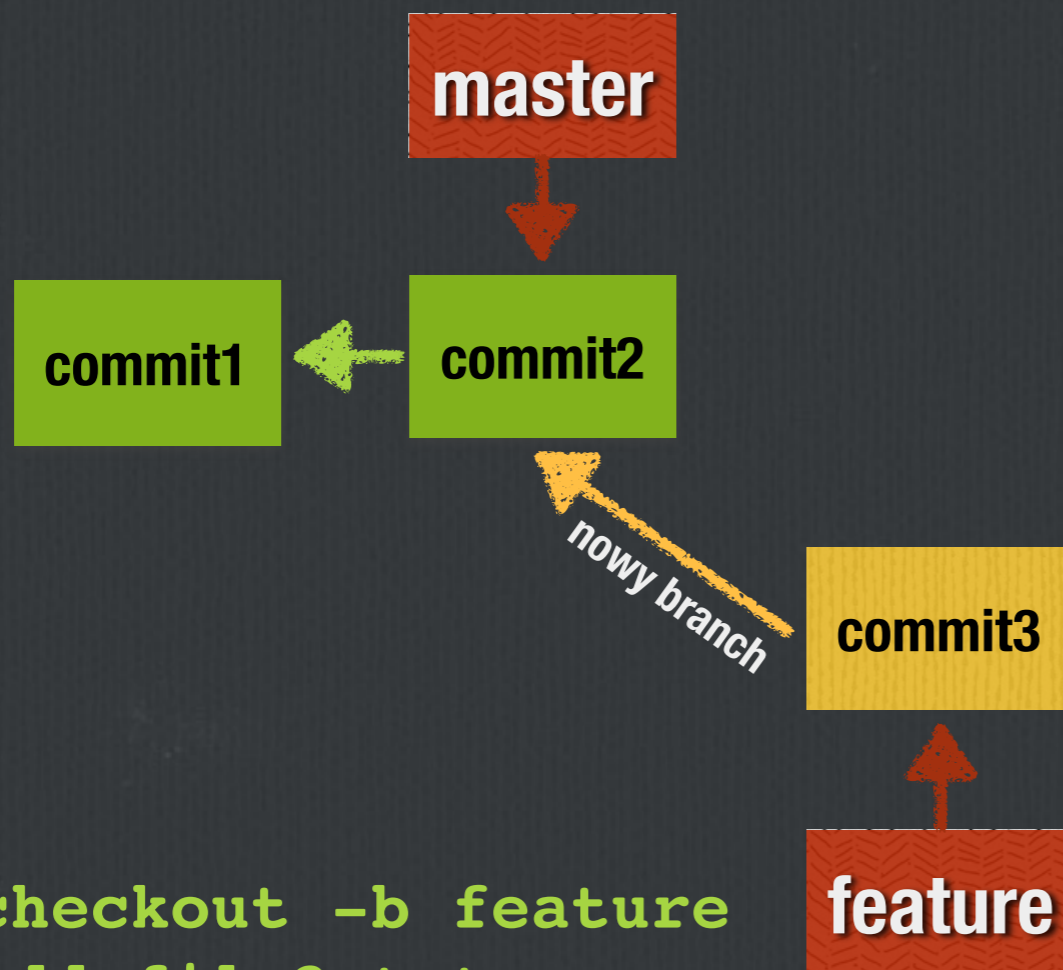 master
commit1
commit2
nowy branch
commit3
checkout -b feature
feature